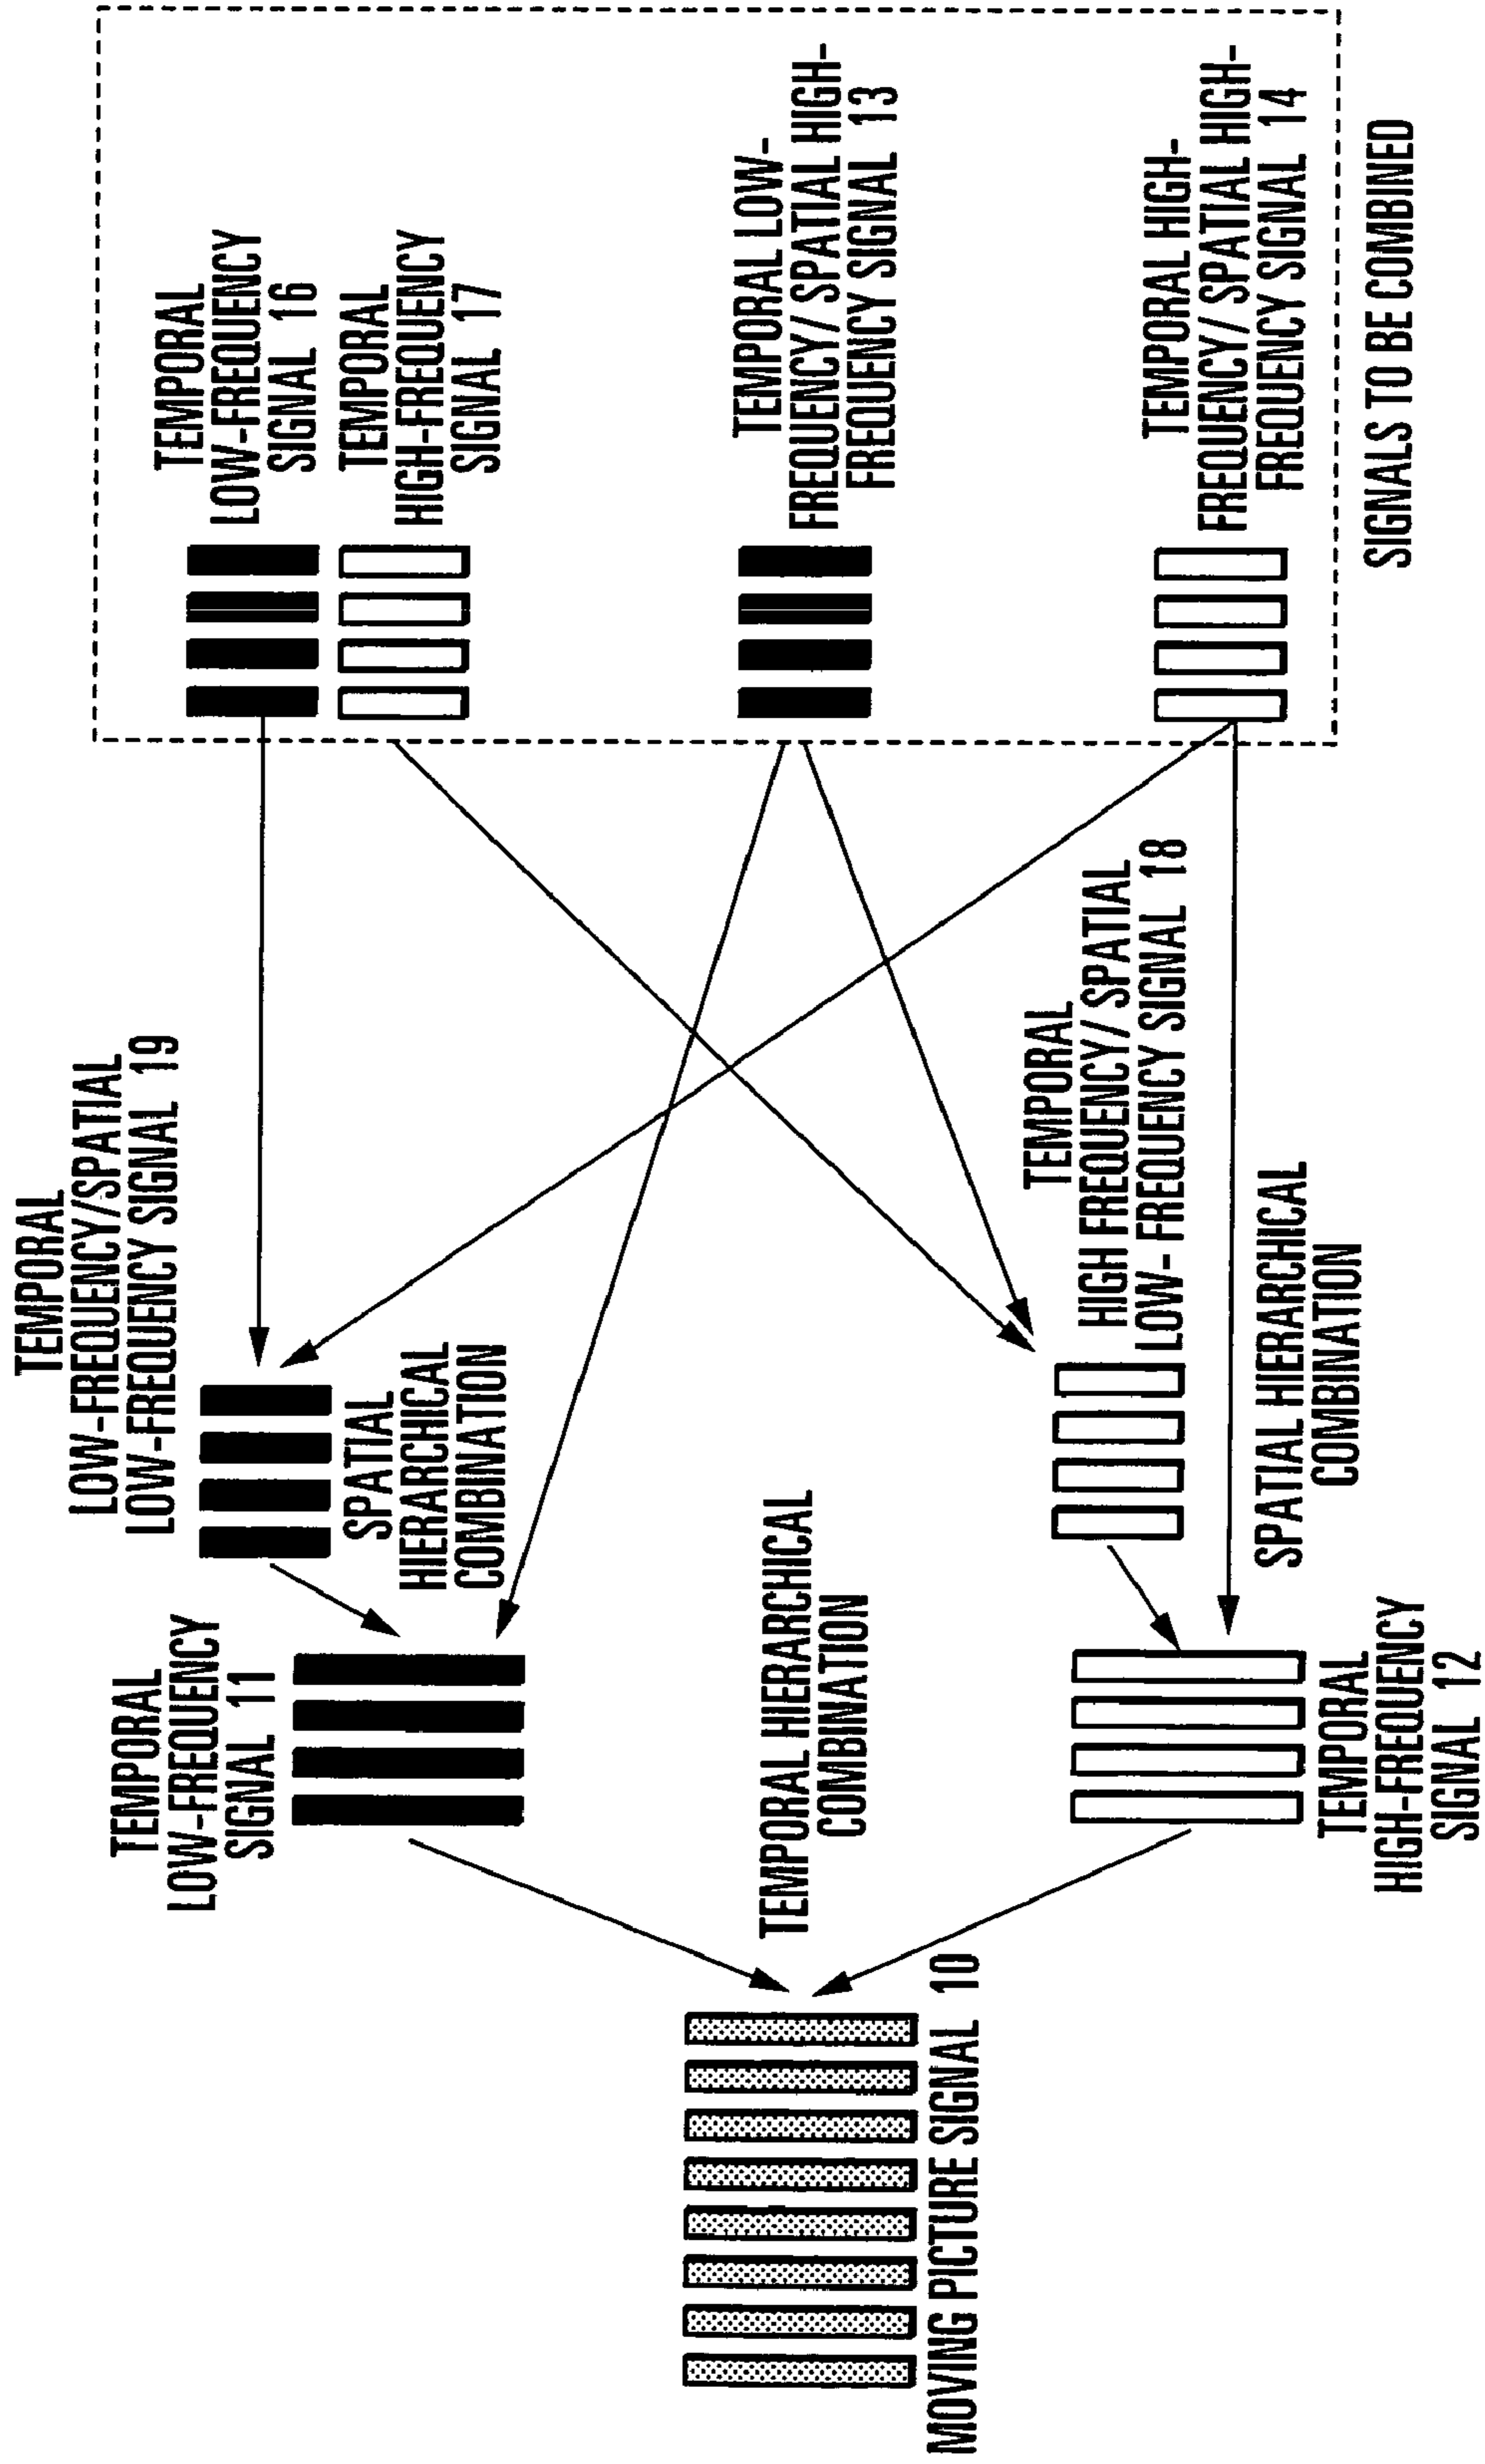 TEMPORAL
LOW-FREQUENCY
SIGNAL 16
TEMPORAL
HIGH-FREQUENCY
SIGNAL 17
TEMPORAL LOW-
FREQUENCY/ SPATIAL HIGH-
FREQUENCY SIGNAL 13
TEMPORAL HIGH-
FREQUENCY/ SPATIAL HIGH-
FREQUENCY SIGNAL 14
SIGNALS TO BE COMBINED
TEMPORAL
LOW-FREQUENCY/SPATIAL
LOW-FREQUENCY SIGNAL 19
SPATIAL
HIERARCHICAL
COMBINATION
TEMPORAL
HIGH FREQUENCY/ SPATIAL
LOW- FREQUENCY SIGNAL 18
SPATIAL HIERARCHICAL
COMBINATION
TEMPORAL
LOW-FREQUENCY
SIGNAL 11
TEMPORAL HIERARCHICAL
COMBINATION
TEMPORAL
HIGH-FREQUENCY
SIGNAL 12
MOVING PICTURE SIGNAL 10